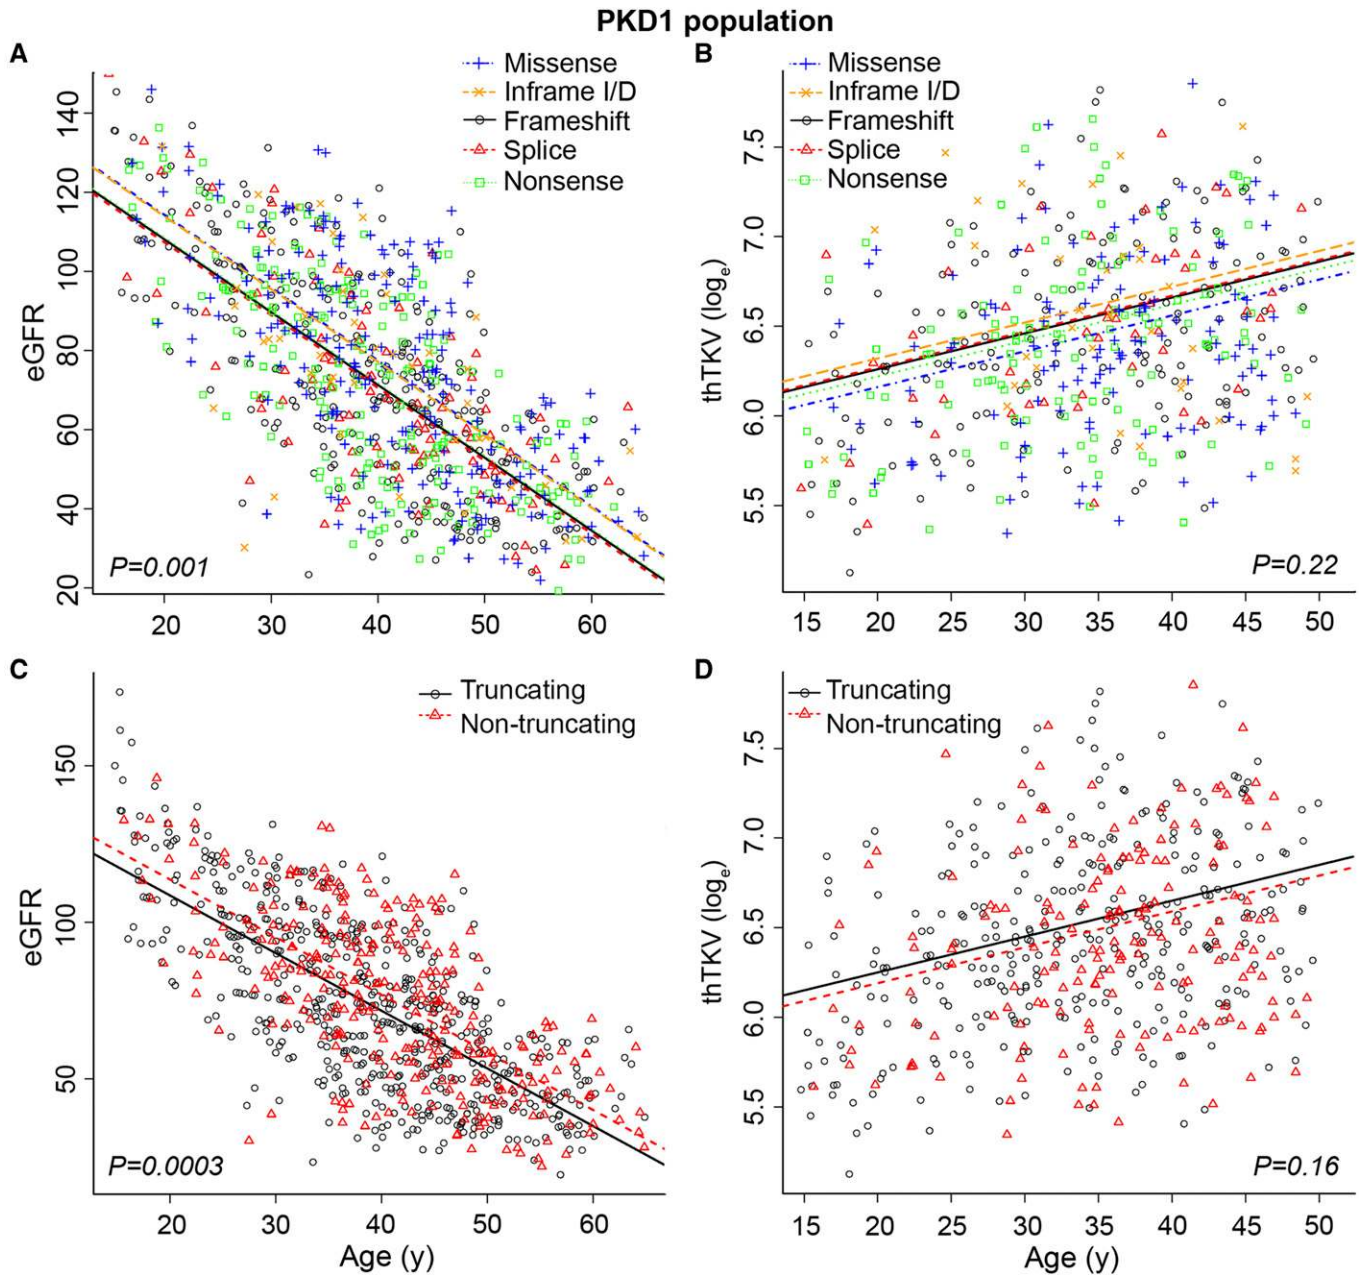 PKD1 population
A
Missense
Inframe I/D
Frameshift
Splice
Nonsense
eGFR
140
120
100
80
60
40
20
P=0.001
20 30 40 50 60
B
Missense
Inframe I/D
Frameshift
Splice
Nonsense
thTKV (logₑ)
7.5
7.0
6.5
6.0
5.5
P=0.22
15 20 25 30 35 40 45 50
C
Truncating
Non-truncating
eGFR
150
100
50
P=0.0003
20 30 40 50 60
Age (y)
D
Truncating
Non-truncating
thTKV (logₑ)
7.5
7.0
6.5
6.0
5.5
P=0.16
15 20 25 30 35 40 45 50
Age (y)